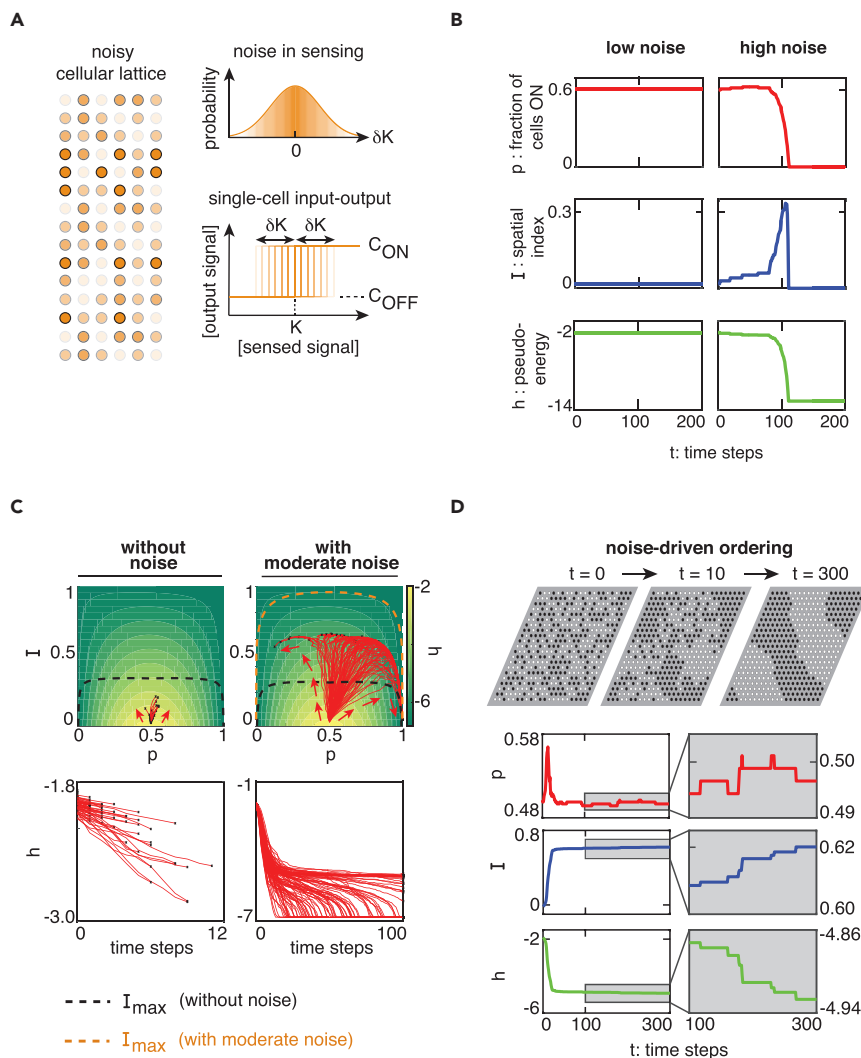 A
noisy
cellular lattice
noise in sensing
probability
δK
0
single-cell input-output
δK δK
C_ON
C_OFF
[output signal]
K
[sensed signal]
B
low noise high noise
p : fraction of
cells ON
0.6
0
I : spatial
index
0.3
0
h : pseudo-
energy
-2
-14
0 100 200 0 100 200
t: time steps
C
without
noise
with
moderate noise
1
I
0.5
0
0 0.5 1
p
1
0.5
0
0 0.5 1
p
-2
h
-6
-1.8
h
-3.0
0 12
time steps
-1
-7
0 100
time steps
I_max (without noise)
I_max (with moderate noise)
D
noise-driven ordering
t = 0 t = 10 t = 300
0.58
p
0.48
0.50
0.49
0.8
I
0
0.62
0.60
-2
h
-6
-4.86
-4.94
0 100 300 100 300
t: time steps